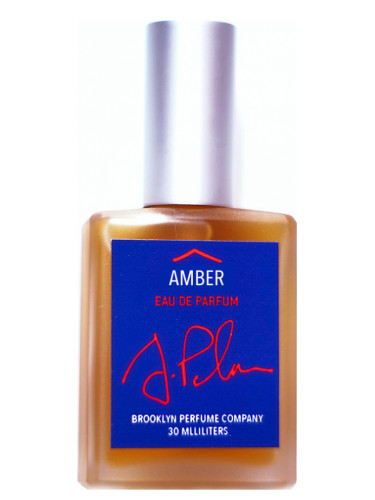 AMBER
EAU DE PARFUM
BROOKLYN PERFUME COMPANY
30 MLLILITERS